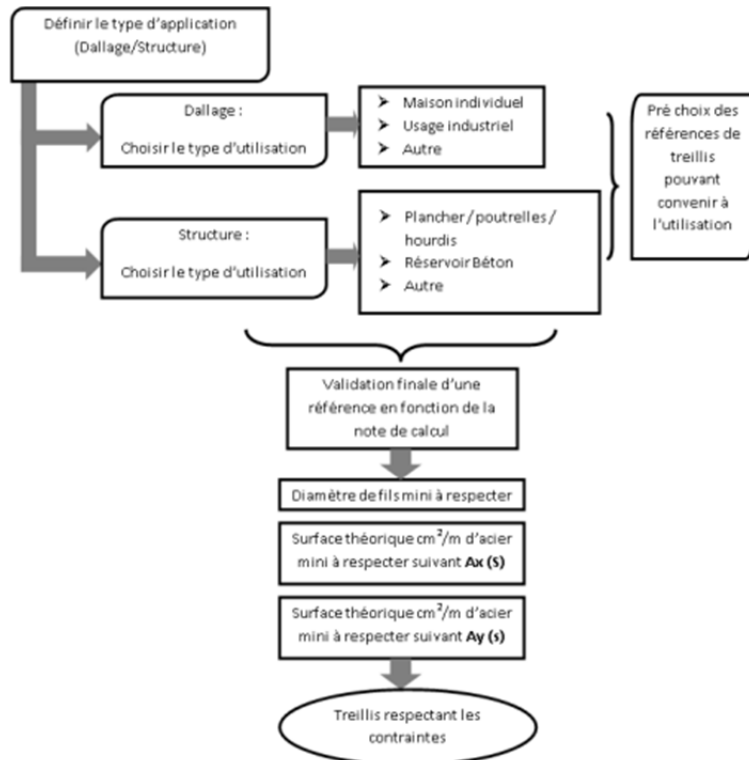 Définir le type d'application
(Dallage/Structure)
Dallage :
Choisir le type d'utilisation
➢ Maison individuel
➢ Usage industriel
➢ Autre
Pré choix des
références de
treillis
pouvant
convenir à
l'utilisation
Structure :
Choisir le type d'utilisation
➢ Plancher / poutrelles /
hourdis
➢ Réservoir Béton
➢ Autre
Validation finale d'une
référence en fonction de la
note de calcul
Diamètre de fils mini à respecter
Surface théorique cm²/m d'acier
mini à respecter suivant Ax (S)
Surface théorique cm²/m d'acier
mini à respecter suivant Ay (s)
Treillis respectant les
contraintes